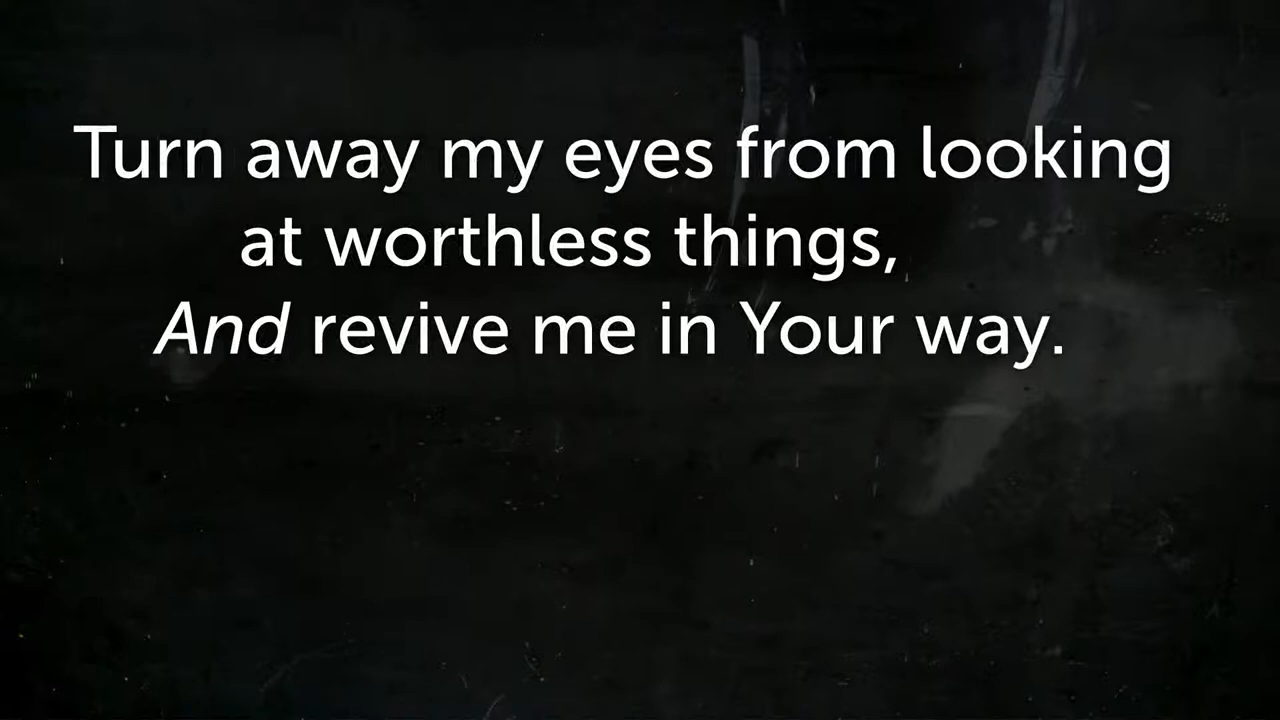 Turn away my eyes from looking
at worthless things,
And revive me in Your way.